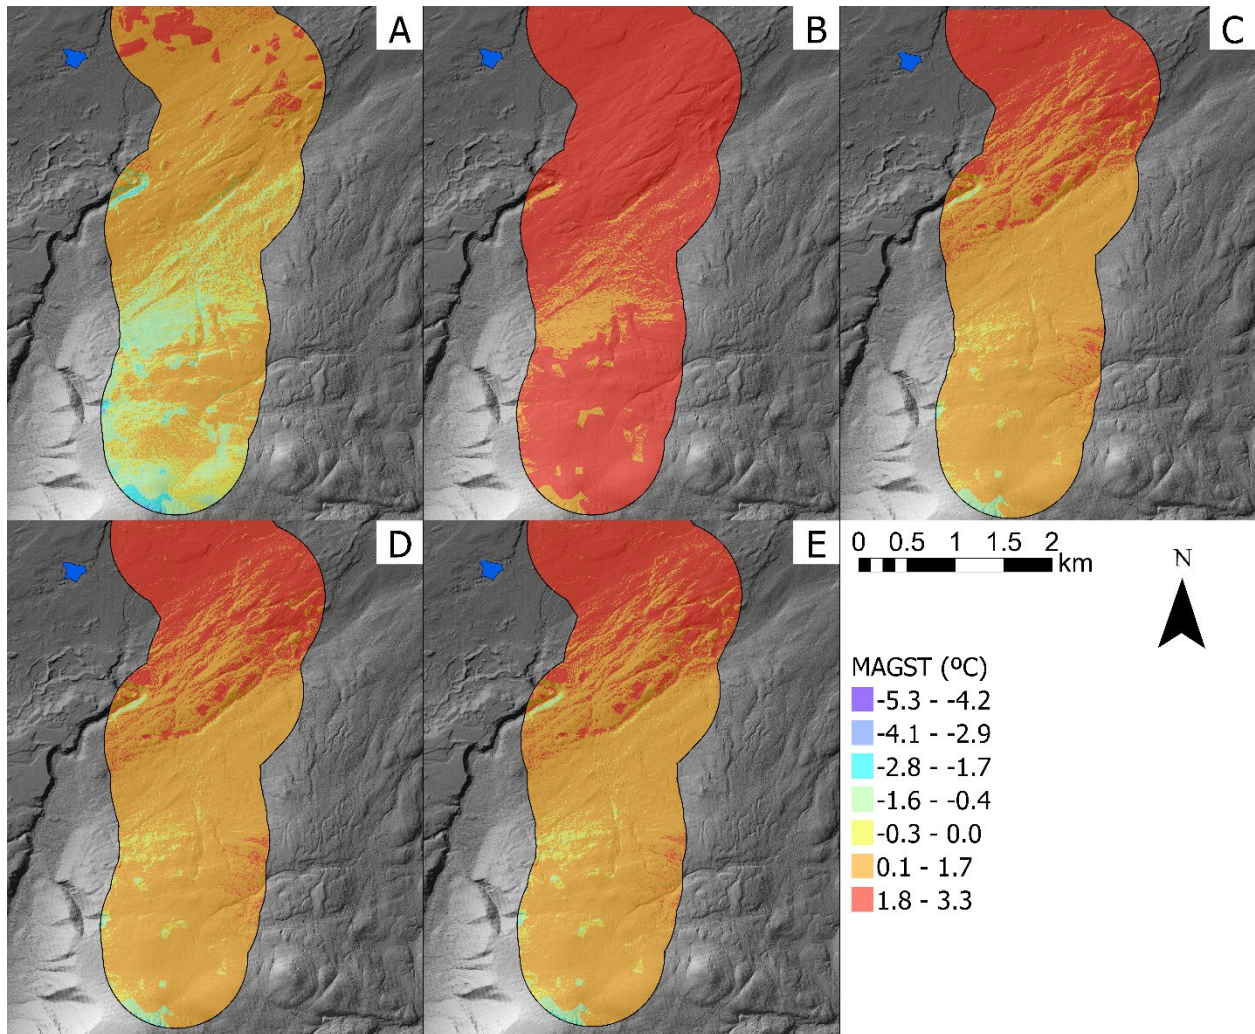 A
B
C
D
E
0 0.5 1 1.5 2
km
N
MAGST (ºC)
-5.3 - -4.2
-4.1 - -2.9
-2.8 - -1.7
-1.6 - -0.4
-0.3 - 0.0
0.1 - 1.7
1.8 - 3.3